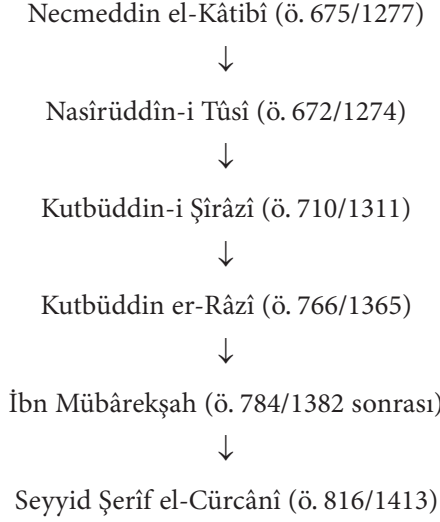 Necmeddin el-Kâtibî (ö. 675/1277)
↓
Nasîrüddîn-i Tûsî (ö. 672/1274)
↓
Kutbüddin-i Şîrâzî (ö. 710/1311)
↓
Kutbüddin er-Râzî (ö. 766/1365)
↓
İbn Mübârekşah (ö. 784/1382 sonrası)
↓
Seyyid Şerîf el-Cürcânî (ö. 816/1413)